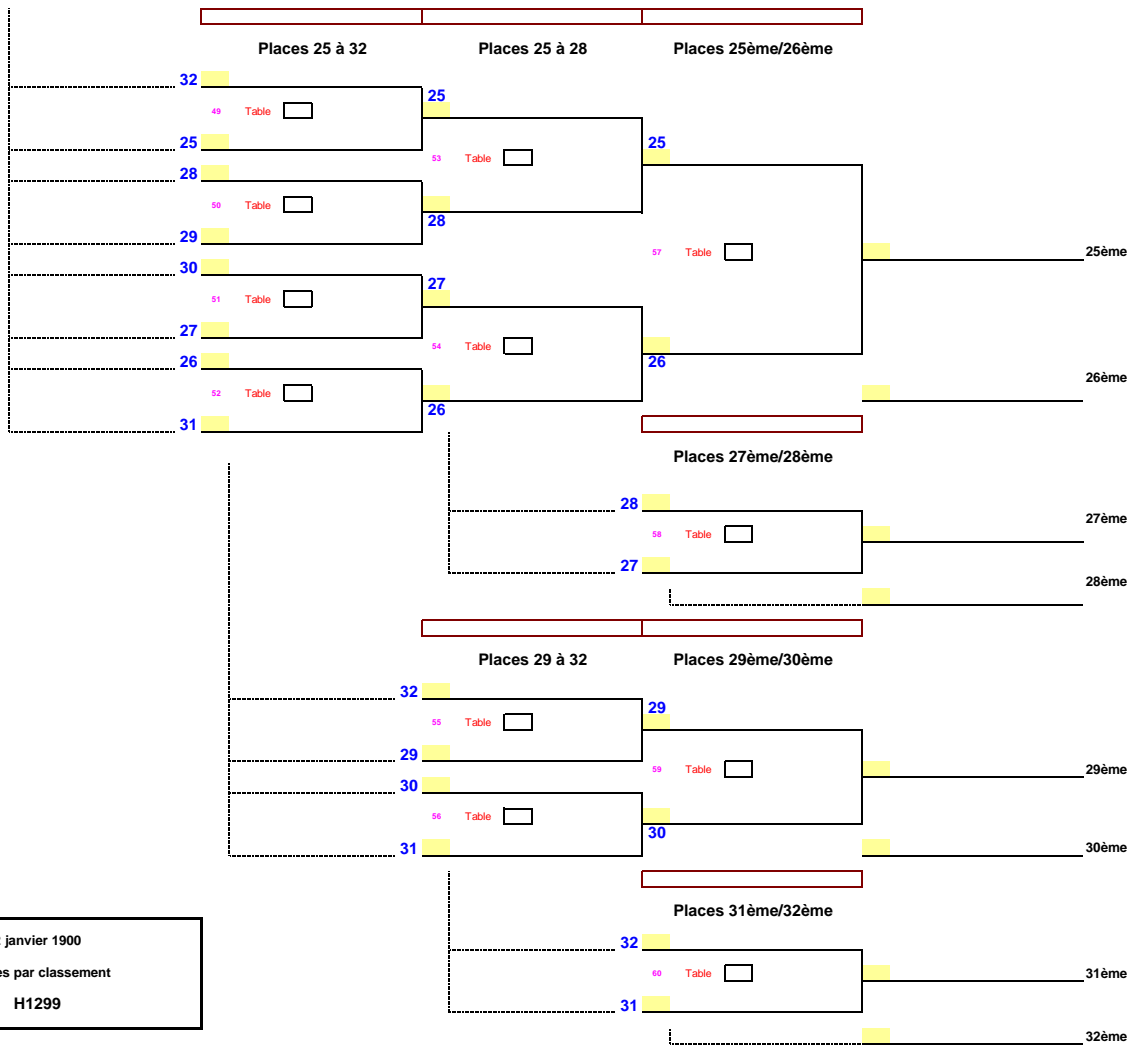 Places 25 à 32 Places 25 à 28 Places 25ème/26ème
32
25
49 Table
25
25
53 Table
28
50 Table
28
29
57 Table
25ème
30
27
51 Table
27
54 Table
26
26
26ème
52 Table
26
31
Places 27ème/28ème
28
27ème
58 Table
27
28ème
Places 29 à 32 Places 29ème/30ème
32
29
55 Table
29
59 Table
29ème
30
56 Table
30
31
30ème
Places 31ème/32ème
janvier 1900
32
es par classement
60 Table
31ème
H1299
31
32ème